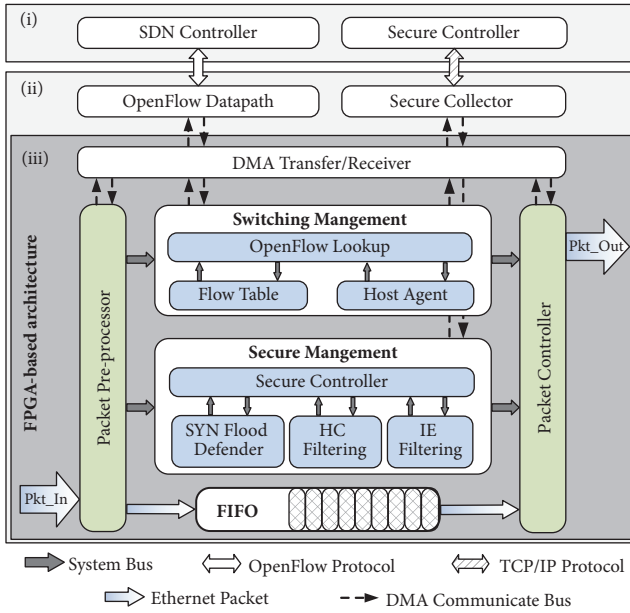 (i)
SDN Controller
Secure Controller
(ii)
OpenFlow Datapath
Secure Collector
(iii)
DMA Transfer/Receiver
FPGA-based architecture
Packet Pre-processor
Switching Mangement
OpenFlow Lookup
Flow Table
Host Agent
Pkt_Out
Packet Controller
Secure Mangement
Secure Controller
SYN Flood
Defender
HC
Filtering
IE
Filtering
Pkt_In
FIFO
System Bus
OpenFlow Protocol
TCP/IP Protocol
Ethernet Packet
DMA Communicate Bus